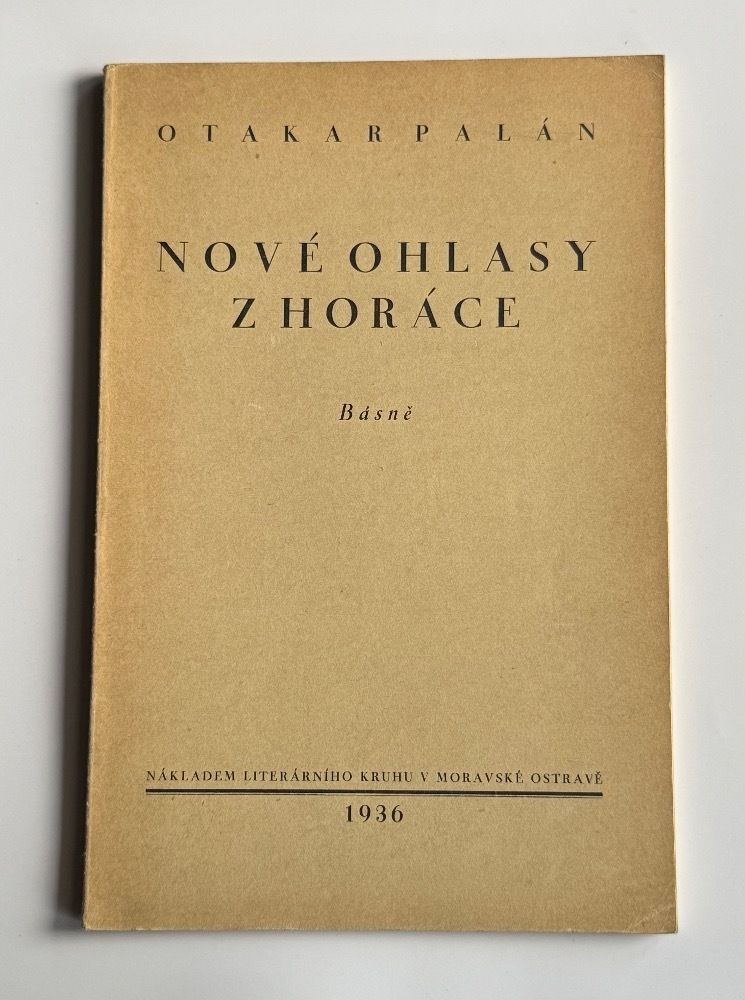 OTAKAR PALÁN
NOVÉ OHLASY
Z HORÁCE
Básně
NÁKLADEM LITERÁRNÍHO KRUHU V MORAVSKÉ OSTRAVĚ
1936